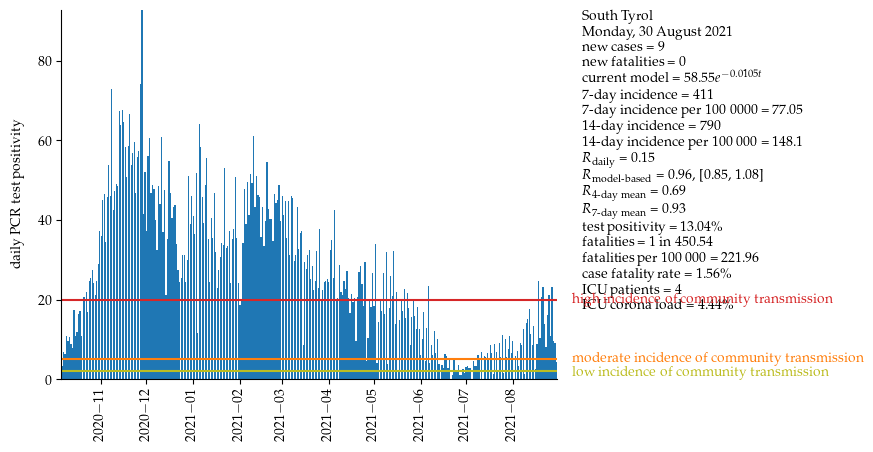 South Tyrol
Monday, 30 August 2021
new cases = 9
new fatalities = 0
current model = 58.55e^{-0.0105t}
7-day incidence = 411
7-day incidence per 100 0000 = 77.05
14-day incidence = 790
14-day incidence per 100 000 = 148.1
R_daily = 0.15
R_model-based = 0.96, [0.85, 1.08]
R_4-day mean = 0.69
R_7-day mean = 0.93
test positivity = 13.04%
fatalities = 1 in 450.54
fatalities per 100 000 = 221.96
case fatality rate = 1.56%
ICU patients = 4
high incidence of community transmission
ICU corona load = 4.44%
moderate incidence of community transmission
low incidence of community transmission
daily PCR test positivity
80
60
40
20
0
2020−11
2020−12
2021−01
2021−02
2021−03
2021−04
2021−05
2021−06
2021−07
2021−08